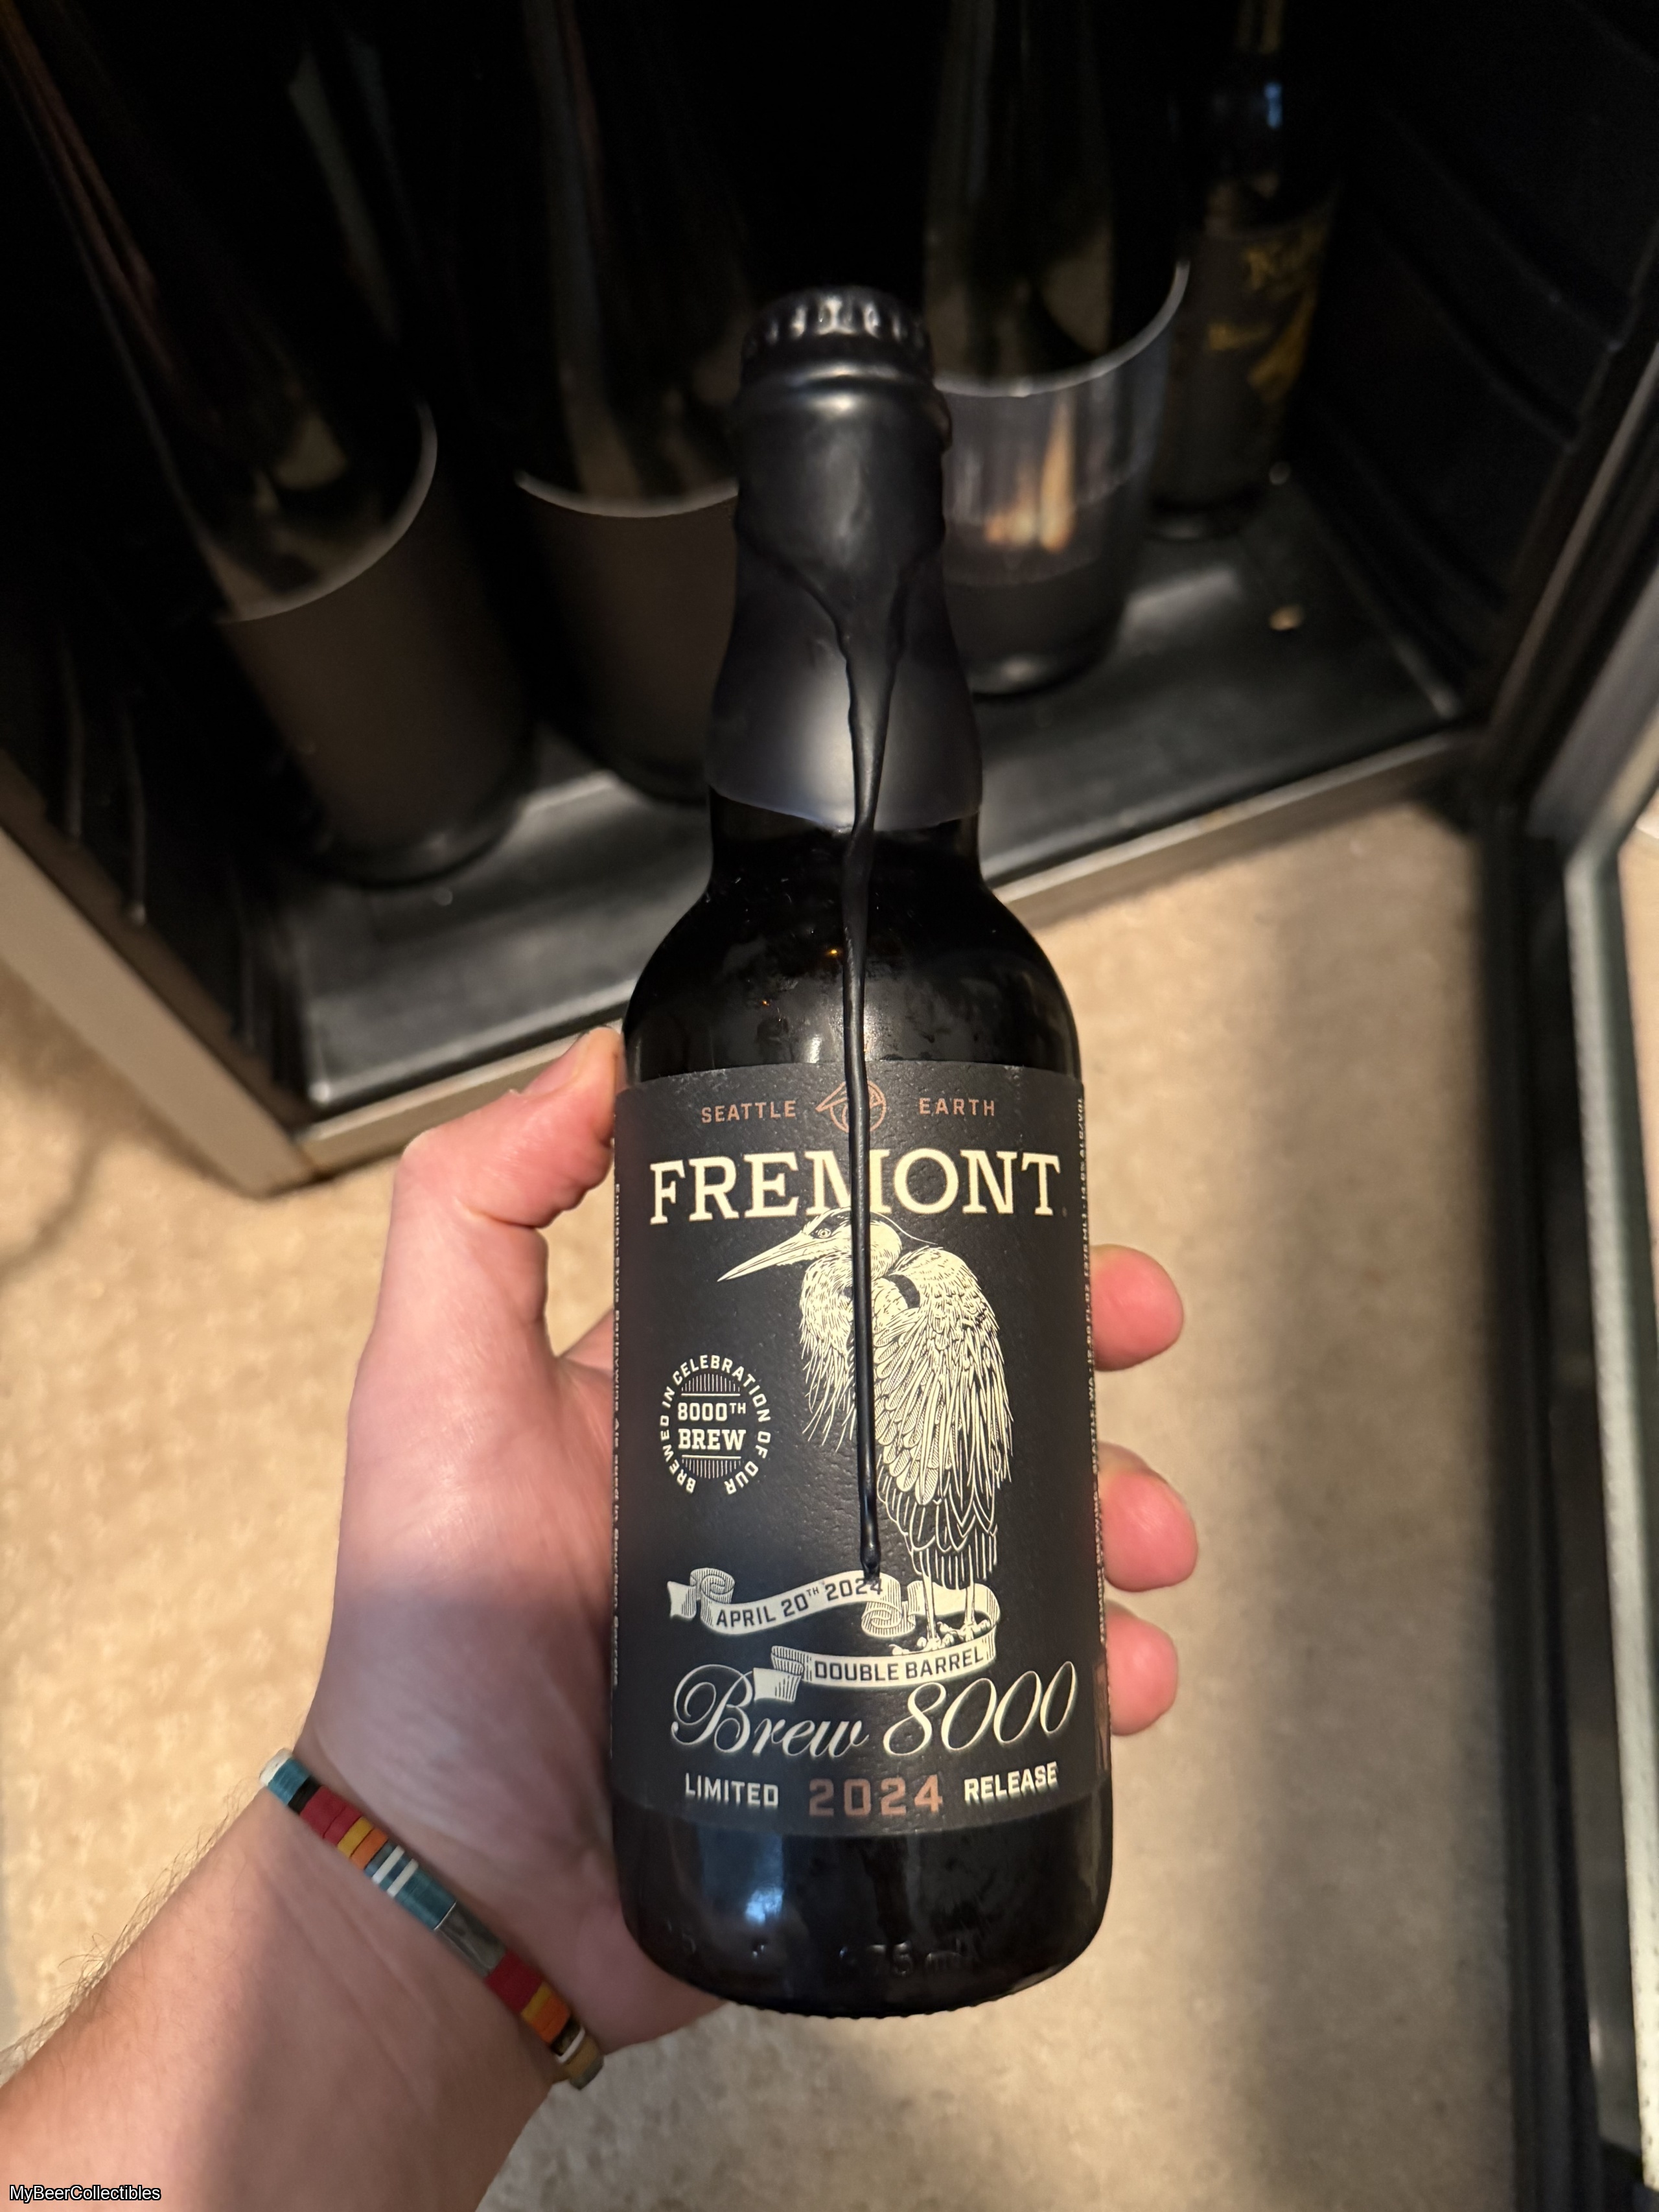 SEATTLE EARTH
FREMONT
BREWED IN CELEBRATION OF OUR
8000TH
BREW
APRIL 20TH 2024
DOUBLE BARREL
Brew 8000
LIMITED 2024 RELEASE
MyBeerCollectibles